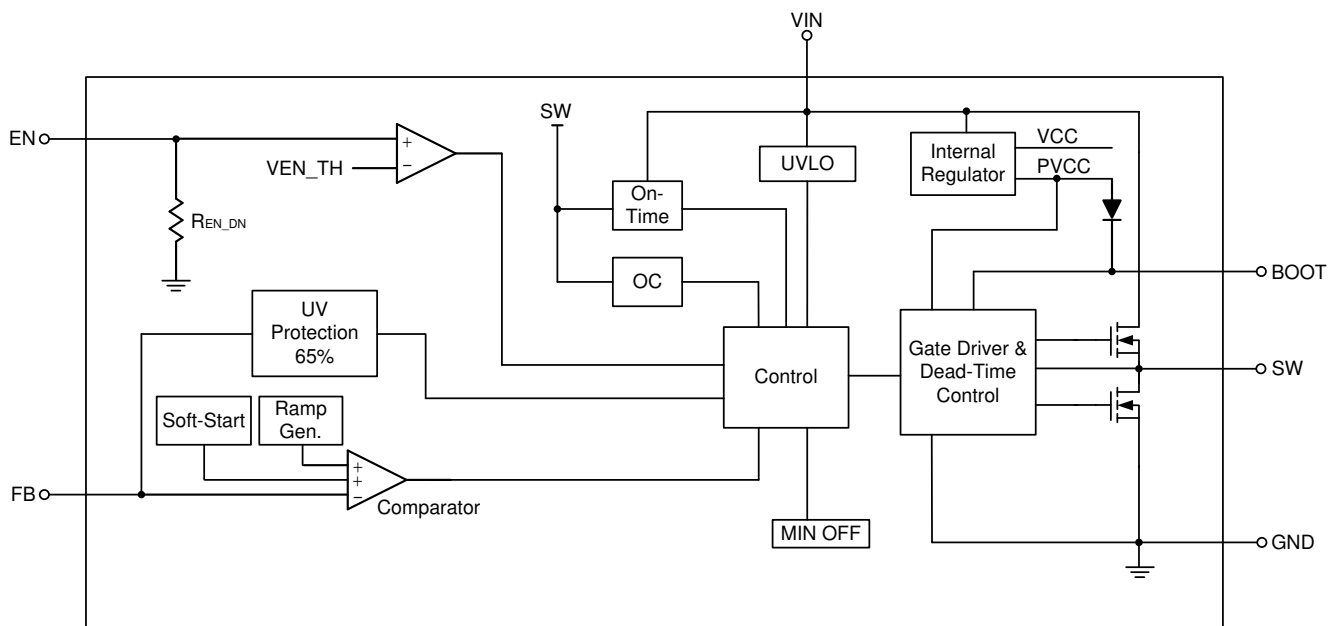 VIN
EN
SW
VEN_TH
+
−
UVLO
Internal
Regulator
VCC
PVCC
On-
Time
REN_DN
OC
BOOT
UV
Protection
65%
Gate Driver &
Dead-Time
Control
Control
SW
Soft-Start
Ramp
Gen.
+
+
−
FB
Comparator
MIN OFF
GND